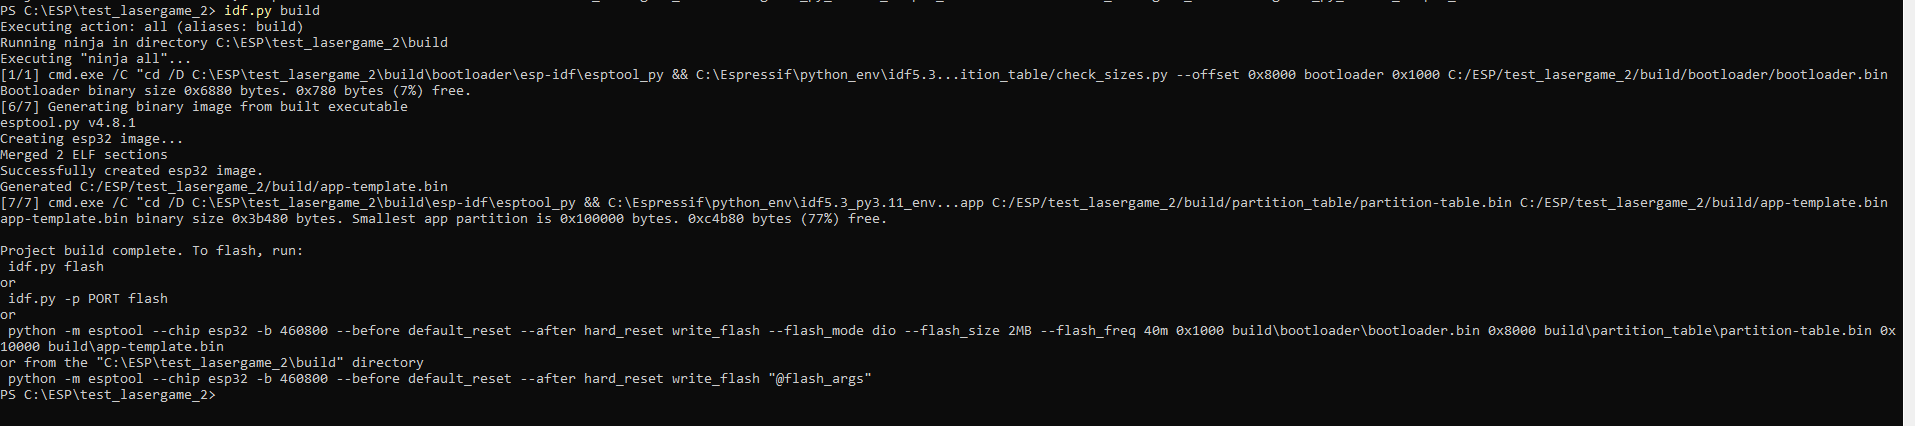 PS C:\ESP\test_lasergame_2> idf.py build
Executing action: all (aliases: build)
Running ninja in directory C:\ESP\test_lasergame_2\build
Executing "ninja all"...
[1/1] cmd.exe /C "cd /D C:\ESP\test_lasergame_2\build\bootloader\esp-idf\esptool_py && C:\Espressif\python_env\idf5.3...ition_table/check_sizes.py --offset 0x8000 bootloader 0x1000 C:/ESP/test_lasergame_2/build/bootloader/bootloader.bin
Bootloader binary size 0x6880 bytes. 0x780 bytes (7%) free.
[6/7] Generating binary image from built executable
esptool.py v4.8.1
Creating esp32 image...
Merged 2 ELF sections
Successfully created esp32 image.
Generated C:/ESP/test_lasergame_2/build/app-template.bin
[7/7] cmd.exe /C "cd /D C:\ESP\test_lasergame_2\build\esp-idf\esptool_py && C:\Espressif\python_env\idf5.3_py3.11_env...app C:/ESP/test_lasergame_2/build/partition_table/partition-table.bin C:/ESP/test_lasergame_2/build/app-template.bin
app-template.bin binary size 0x3b480 bytes. Smallest app partition is 0x100000 bytes. 0xc4b80 bytes (77%) free.
Project build complete. To flash, run:
idf.py flash
or
idf.py -p PORT flash
or
python -m esptool --chip esp32 -b 460800 --before default_reset --after hard_reset write_flash --flash_mode dio --flash_size 2MB --flash_freq 40m 0x1000 build\bootloader\bootloader.bin 0x8000 build\partition_table\partition-table.bin 0x
10000 build\app-template.bin
or from the "C:\ESP\test_lasergame_2\build" directory
python -m esptool --chip esp32 -b 460800 --before default_reset --after hard_reset write_flash "@flash_args"
PS C:\ESP\test_lasergame_2>